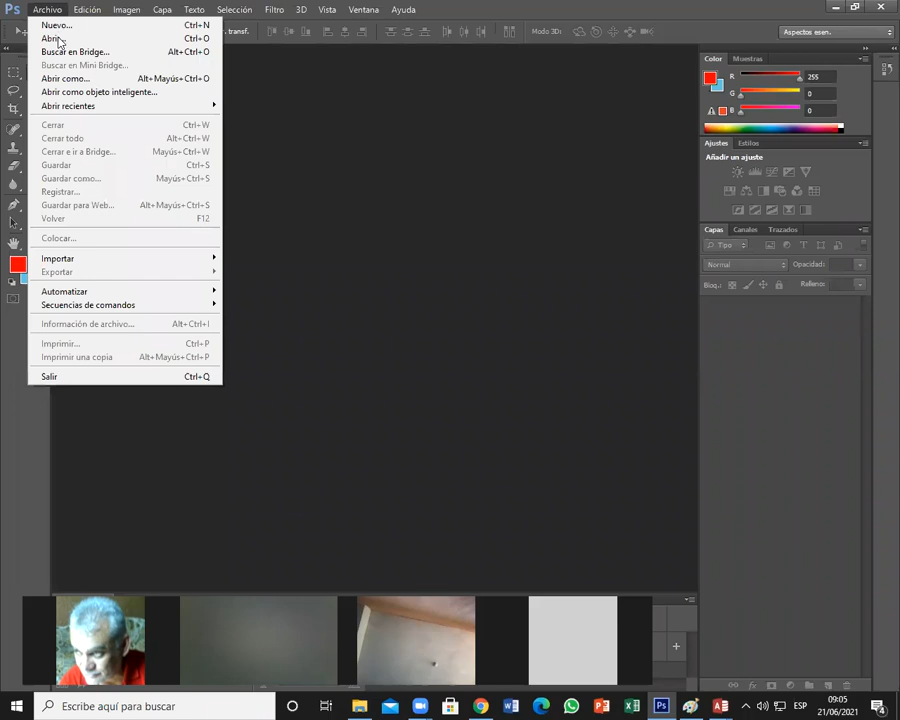 Ps Archivo Edición Imagen Capa Texto Selección Filtro 3D Vista Ventana Ayuda
transf. Modo 3D: Aspectos esen.
Nuevo... Ctrl+N
Abrir... Ctrl+O
Buscar en Bridge... Alt+Ctrl+O
Buscar en Mini Bridge...
Abrir como... Alt+Mayús+Ctrl+O
Abrir como objeto inteligente...
Abrir recientes
Cerrar Ctrl+W
Cerrar todo Alt+Ctrl+W
Cerrar e ir a Bridge... Mayús+Ctrl+W
Guardar Ctrl+S
Guardar como... Mayús+Ctrl+S
Registrar...
Guardar para Web... Alt+Mayús+Ctrl+S
Volver F12
Colocar...
Importar
Exportar
Automatizar
Secuencias de comandos
Información de archivo... Alt+Ctrl+I
Imprimir... Ctrl+P
Imprimir una copia Alt+Mayús+Ctrl+P
Salir Ctrl+Q
Color Muestras
R 255
G 0
B 0
Ajustes Estilos
Añadir un ajuste
Capas Canales Trazados
Tipo
Normal Opacidad:
Bloq.: Relleno:
Escribe aquí para buscar
ESP
09:05
21/06/2021
4